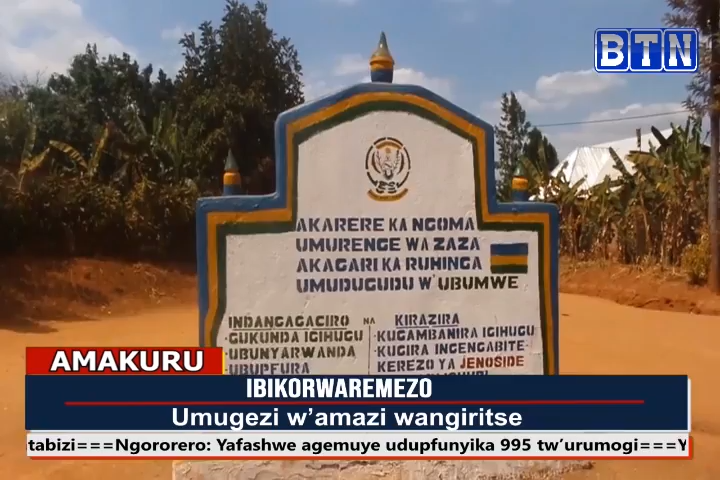 BTN
AKARERE KA NGOMA
UMURENGE WA ZAZA
AKAGARI KA RUHINGA
UMUDUGUDU W'UBUMWE
INDANGAGACIRO NA KIRAZIRA
-GUKUNDA IGIHUGU
-UBUNYARWANDA
-UBUPFURA
-KUGAMBANIRA IGIHUGU
-KUGIRA INGENGABITE-
KEREZO YA JENOSIDE
AMAKURU
IBIKORWAREMEZO
Umugezi w'amazi wangiritse
tabizi===Ngororero: Yafashwe agemuye udupfunyika 995 tw'urumogi===Y